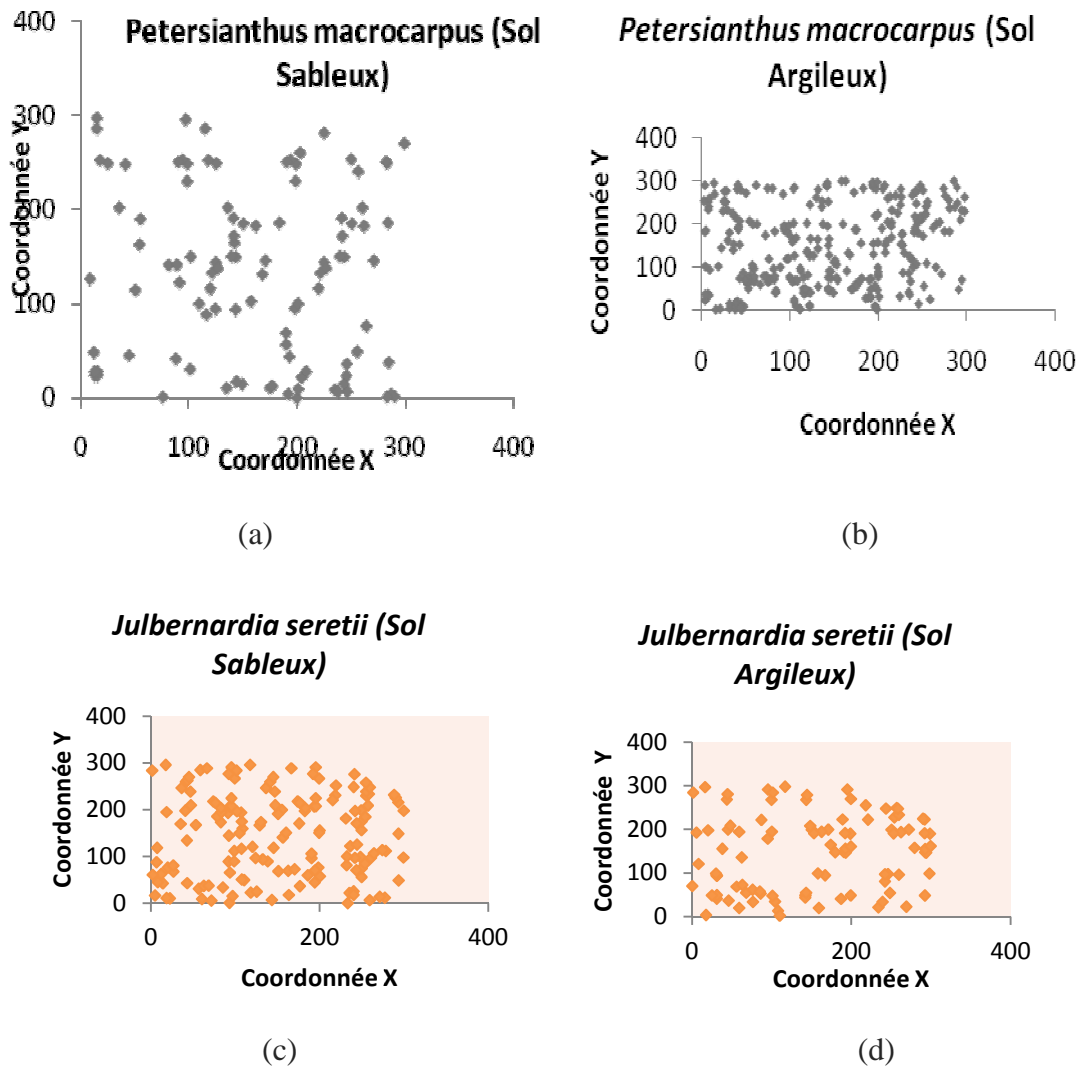 Petersianthus macrocarpus (Sol
Sableux)
400
300
200
100
0
Coordonnée Y
0 100 200 300 400
Coordonnée X
(a)
Petersianthus macrocarpus (Sol
Argileux)
400
300
200
100
0
Coordonnée Y
0 100 200 300 400
Coordonnée X
(b)
Julbernardia seretii (Sol
Sableux)
400
300
200
100
0
Coordonnée Y
0 200 400
Coordonnée X
(c)
Julbernardia seretii (Sol
Argileux)
400
300
200
100
0
Coordonnée Y
0 200 400
Coordonnée X
(d)